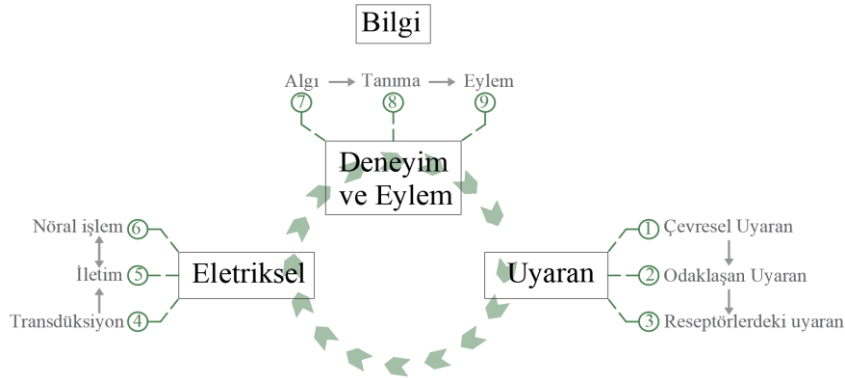 Bilgi
Algı Tanıma Eylem
7 8 9
Deneyim
ve Eylem
Nöral işlem 6
İletim 5
Transdüksiyon 4
Eletriksel
Uyaran
1 Çevresel Uyaran
2 Odaklaşan Uyaran
3 Reseptörlerdeki uyaran